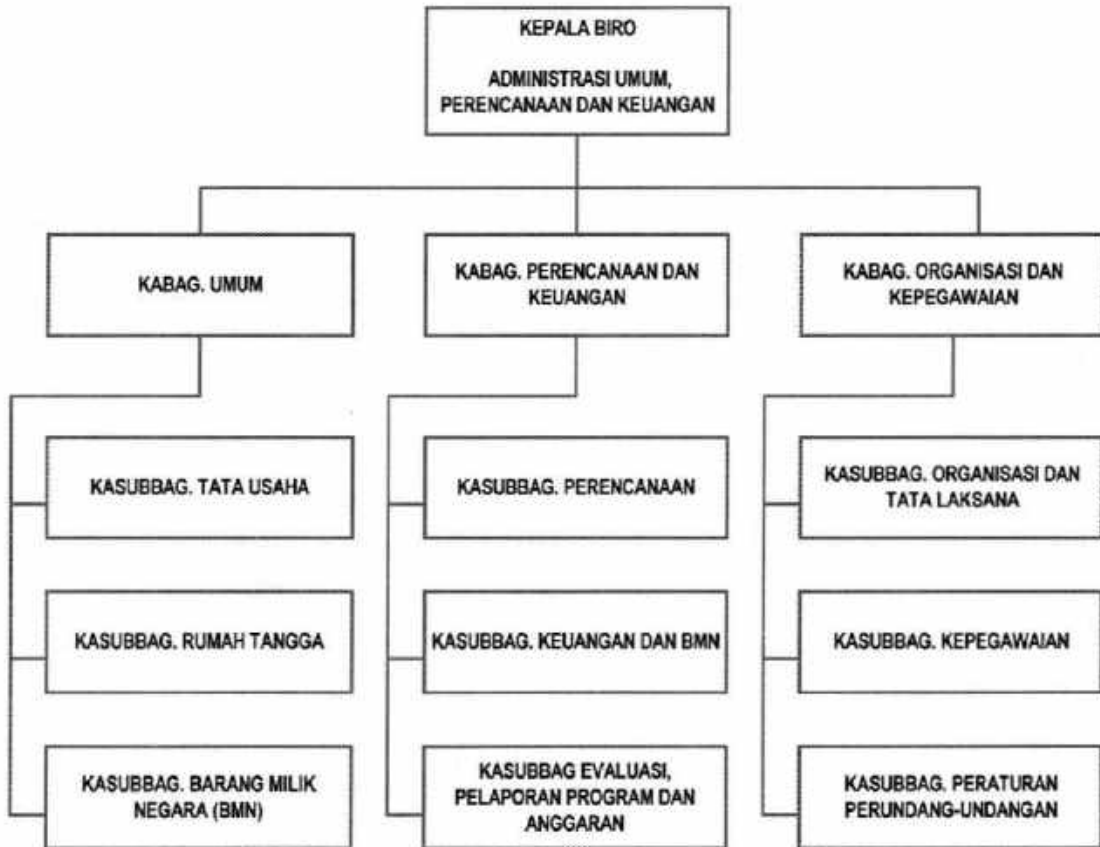 KEPALA BIRO
ADMINISTRASI UMUM,
PERENCANAAN DAN KEUANGAN
KABAG. UMUM
KABAG. PERENCANAAN DAN
KEUANGAN
KABAG. ORGANISASI DAN
KEPEGAWAIAN
KASUBBAG. TATA USAHA
KASUBBAG. PERENCANAAN
KASUBBAG. ORGANISASI DAN
TATA LAKSANA
KASUBBAG. RUMAH TANGGA
KASUBBAG. KEUANGAN DAN BMN
KASUBBAG. KEPEGAWAIAN
KASUBBAG. BARANG MILIK
NEGARA (BMN)
KASUBBAG EVALUASI,
PELAPORAN PROGRAM DAN
ANGGARAN
KASUBBAG. PERATURAN
PERUNDANG-UNDANGAN